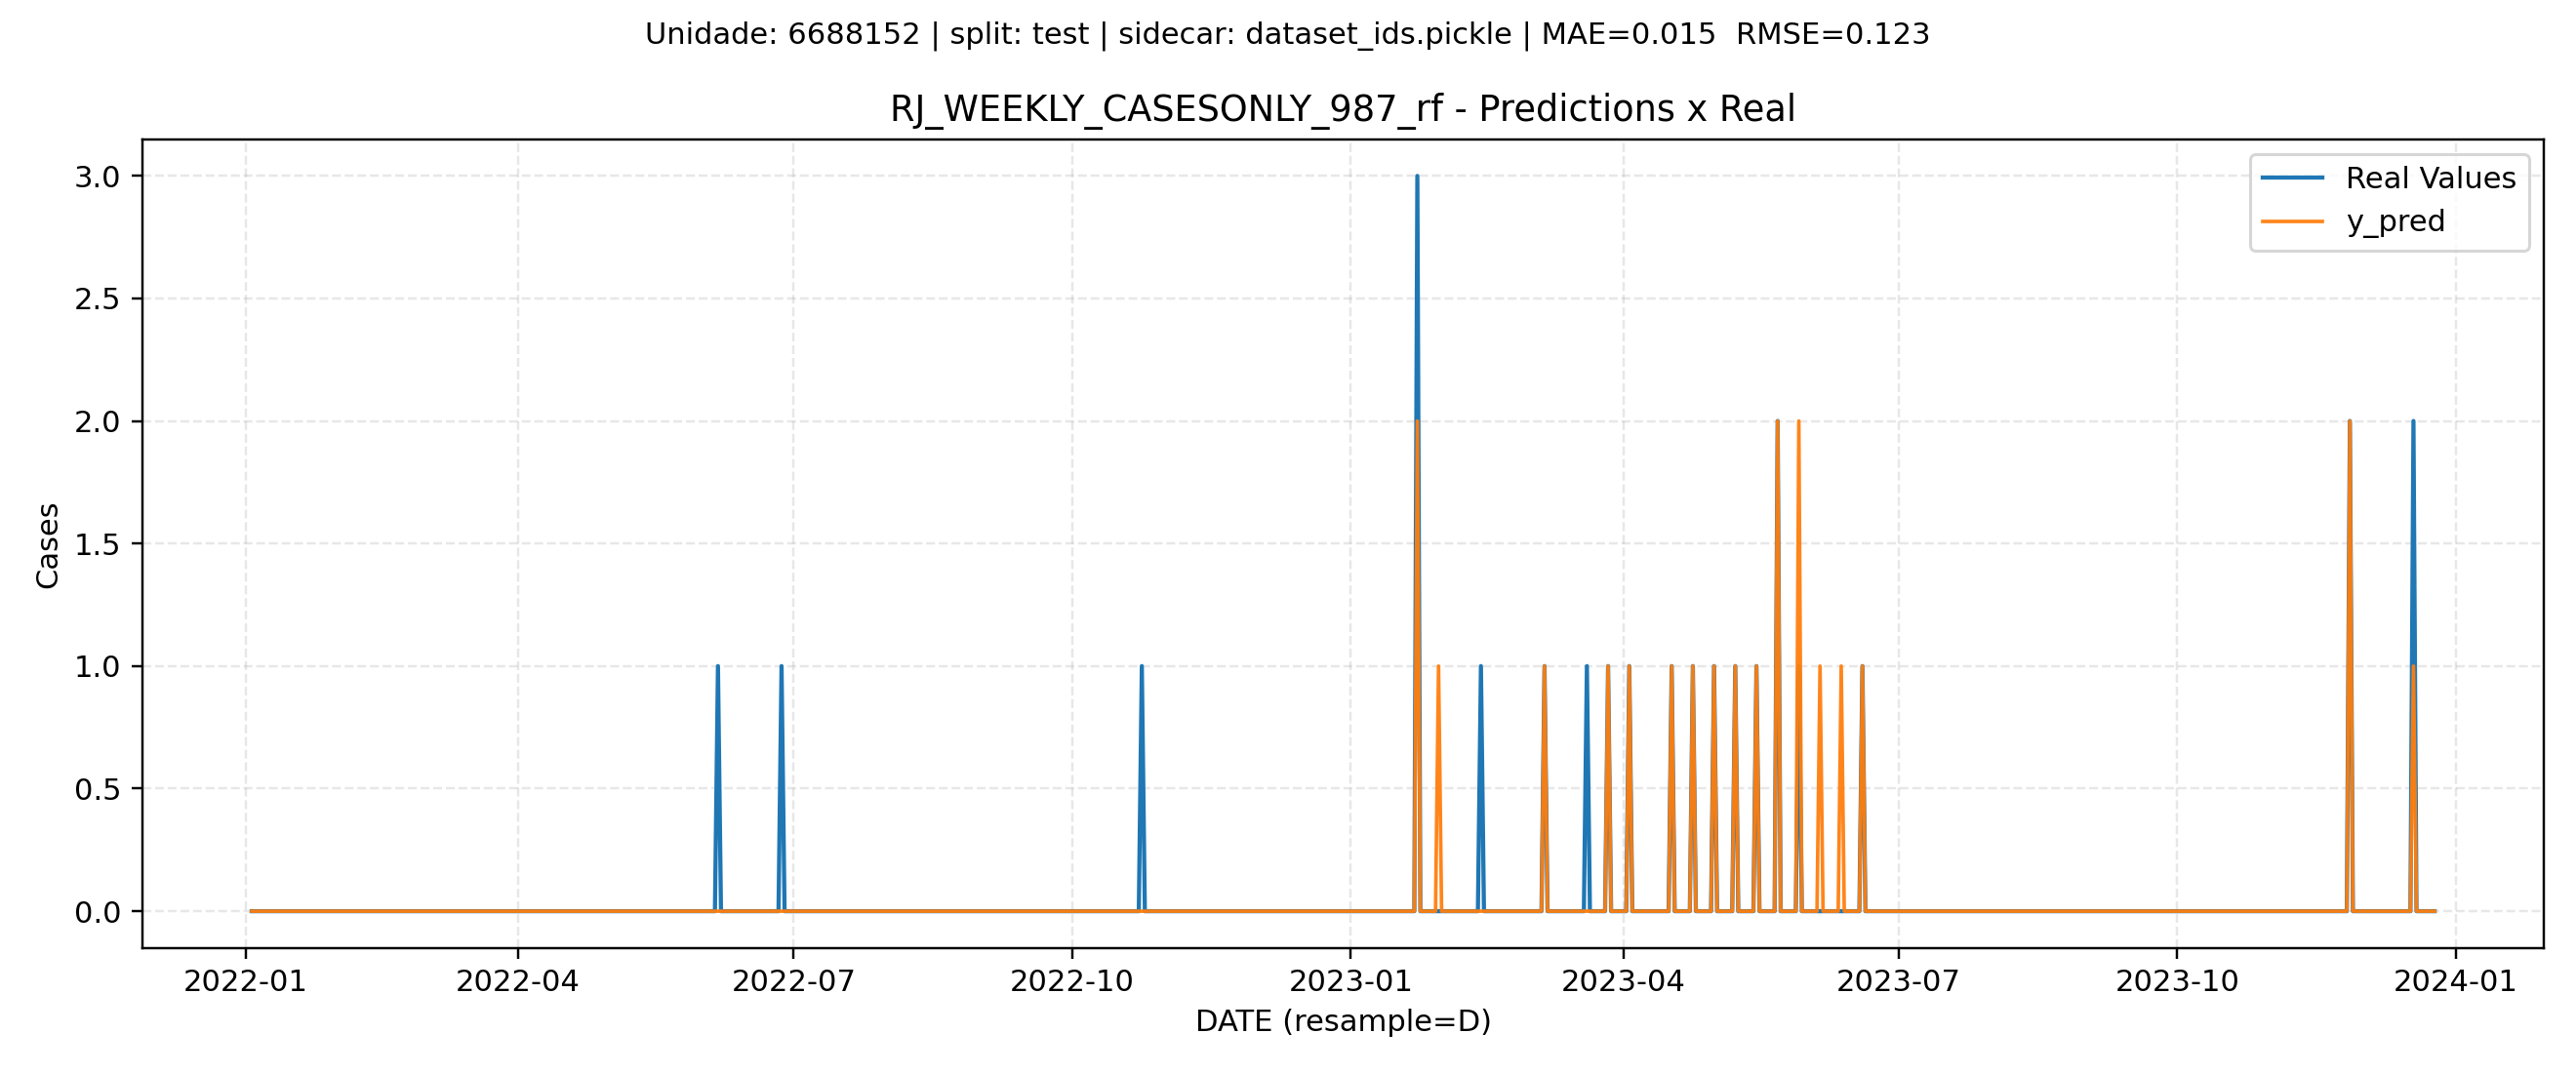 Unidade: 6688152 | split: test | sidecar: dataset_ids.pickle | MAE=0.015  RMSE=0.123
RJ_WEEKLY_CASESONLY_987_rf - Predictions x Real
Real Values
y_pred
Cases
3.0
2.5
2.0
1.5
1.0
0.5
0.0
2022-01
2022-04
2022-07
2022-10
2023-01
2023-04
2023-07
2023-10
2024-01
DATE (resample=D)